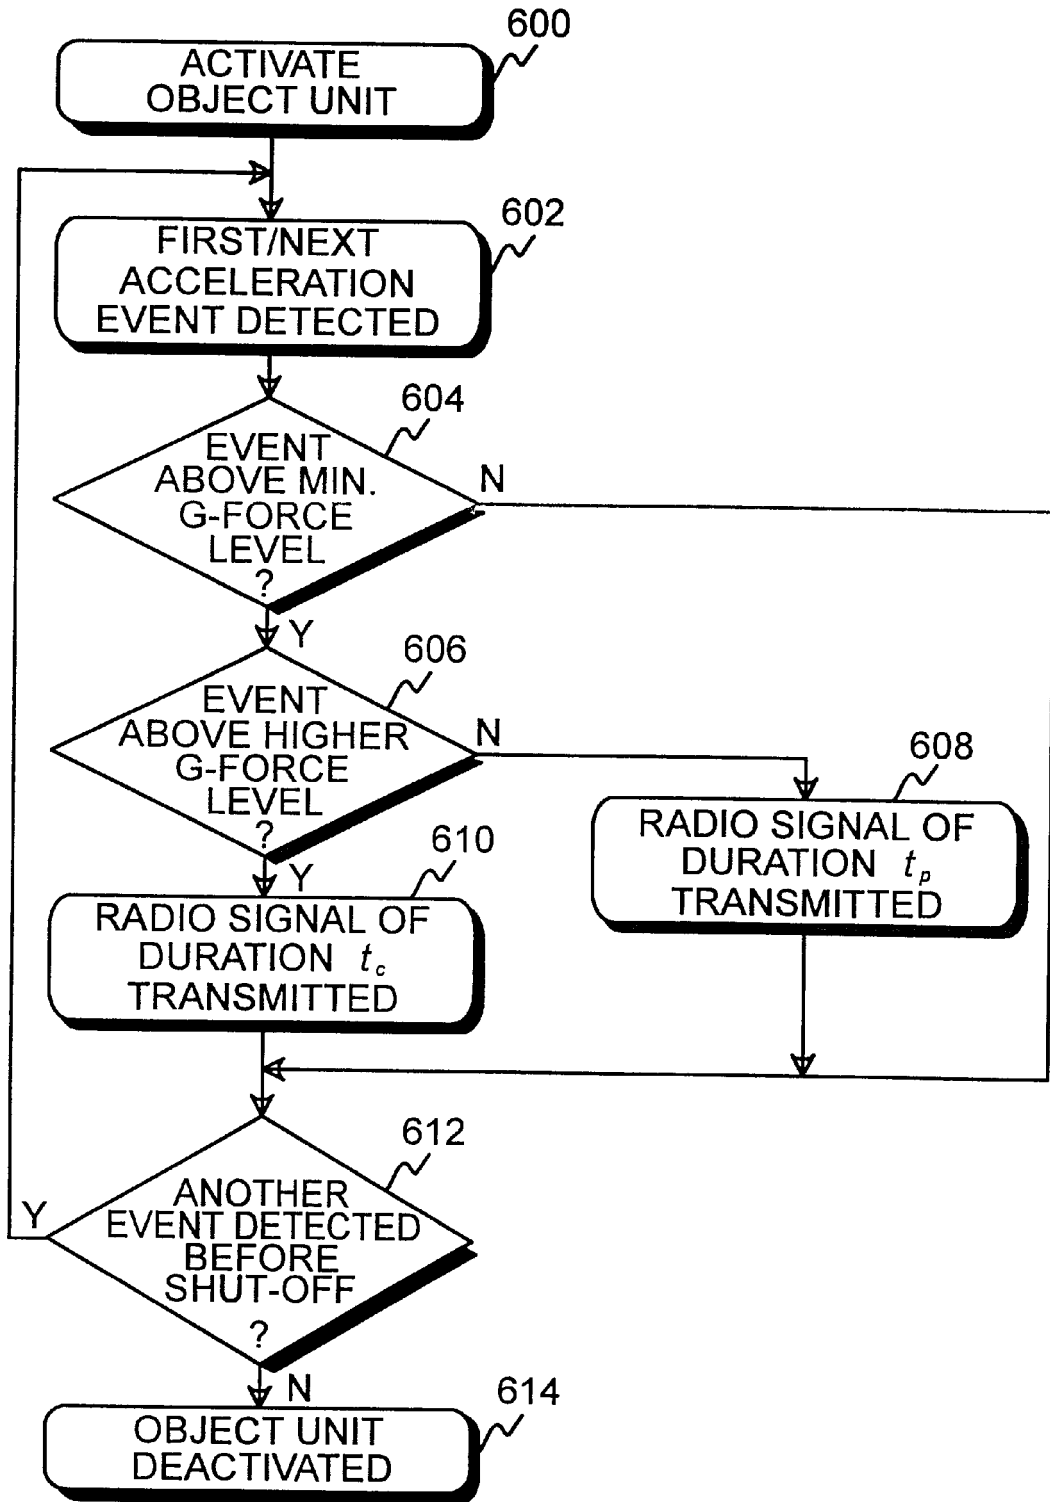 600
ACTIVATE
OBJECT UNIT
602
FIRST/NEXT
ACCELERATION
EVENT DETECTED
604
EVENT
ABOVE MIN.
G-FORCE
LEVEL
?
N
Y
606
EVENT
ABOVE HIGHER
G-FORCE
LEVEL
?
N
Y
608
RADIO SIGNAL OF
DURATION tp
TRANSMITTED
610
RADIO SIGNAL OF
DURATION tc
TRANSMITTED
612
ANOTHER
EVENT DETECTED
BEFORE
SHUT-OFF
?
Y
N
614
OBJECT UNIT
DEACTIVATED